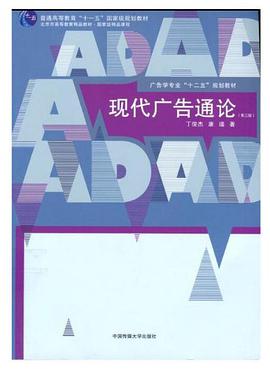 普通高等教育"十一五"国家级规划教材
北京市高等教育精品教材·国家级精品课程
广告学专业"十二五"规划教材
现代广告通论(第三版)
丁俊杰 康瑾 著
ADAD
ADAD
ADAD
中国传媒大学出版社